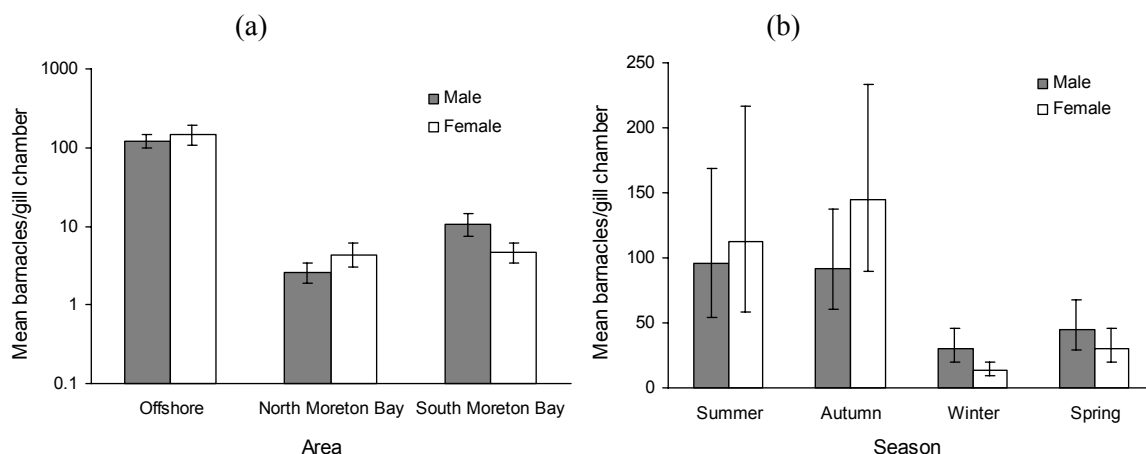 (a)
Mean barnacles/gill chamber
1000
100
10
1
0.1
Male
Female
Offshore
North Moreton Bay
South Moreton Bay
Area
(b)
Mean barnacles/gill chamber
250
200
150
100
50
0
Male
Female
Summer
Autumn
Winter
Spring
Season